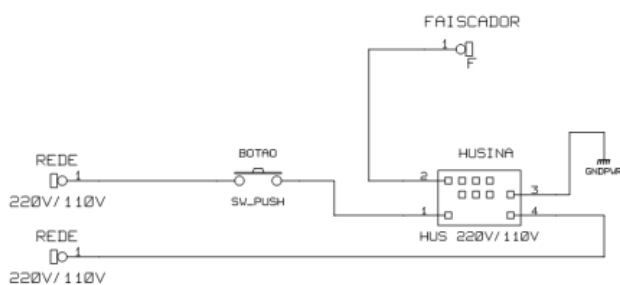 FAISCADOR
1
F
REDE
1
220V/110V
BOTAO
SW_PUSH
HUSINA
2
3
1
4
HUS 220V/110V
GNDPWR
REDE
1
220V/110V